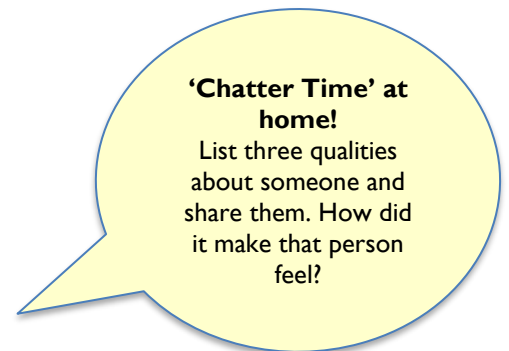 ‘Chatter Time’ at
home!
List three qualities
about someone and
share them. How did
it make that person
feel?